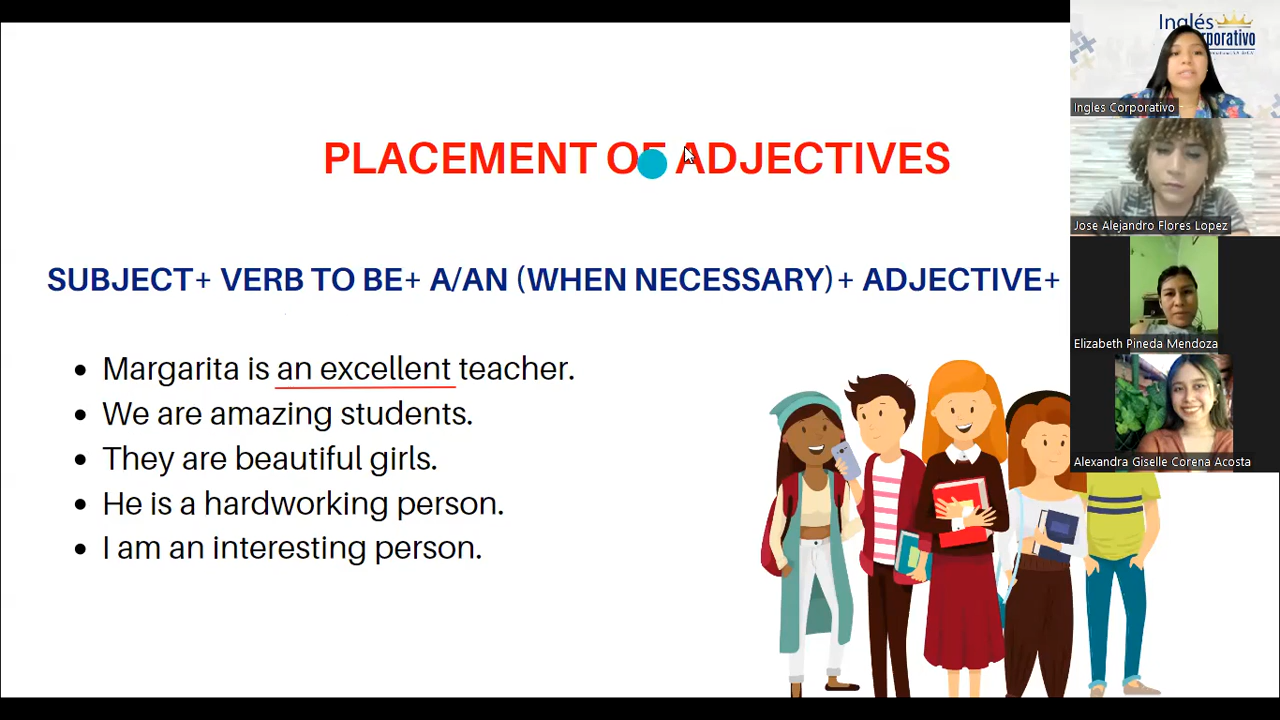 PLACEMENT OF ADJECTIVES
SUBJECT+ VERB TO BE+ A/AN (WHEN NECESSARY)+ ADJECTIVE+
• Margarita is an excellent teacher.
• We are amazing students.
• They are beautiful girls.
• He is a hardworking person.
• I am an interesting person.
Inglés
Ingles Corporativo
Jose Alejandro Flores Lopez
Elizabeth Pineda Mendoza
Alexandra Giselle Corena Acosta